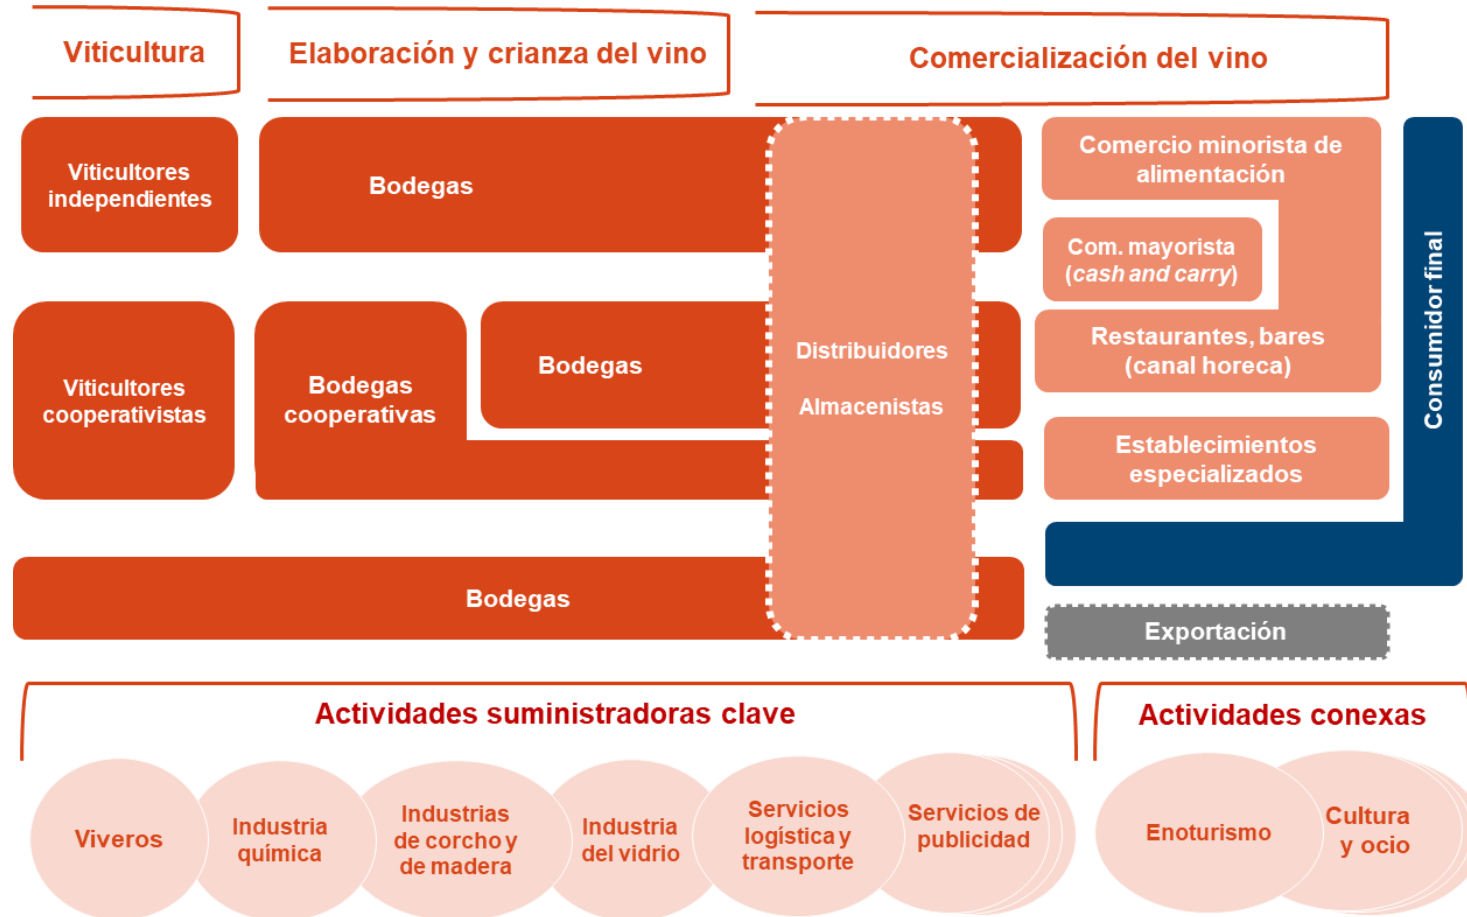 Viticultura
Elaboración y crianza del vino
Comercialización del vino
Viticultores
independientes
Bodegas
Comercio minorista de
alimentación
Com. mayorista
(cash and carry)
Viticultores
cooperativistas
Bodegas
cooperativas
Bodegas
Distribuidores
Almacenistas
Restaurantes, bares
(canal horeca)
Establecimientos
especializados
Consumidor final
Bodegas
Exportación
Actividades suministradoras clave
Actividades conexas
Viveros
Industria
química
Industrias
de corcho y
de madera
Industria
del vidrio
Servicios
logística y
transporte
Servicios de
publicidad
Enoturismo
Cultura
y ocio